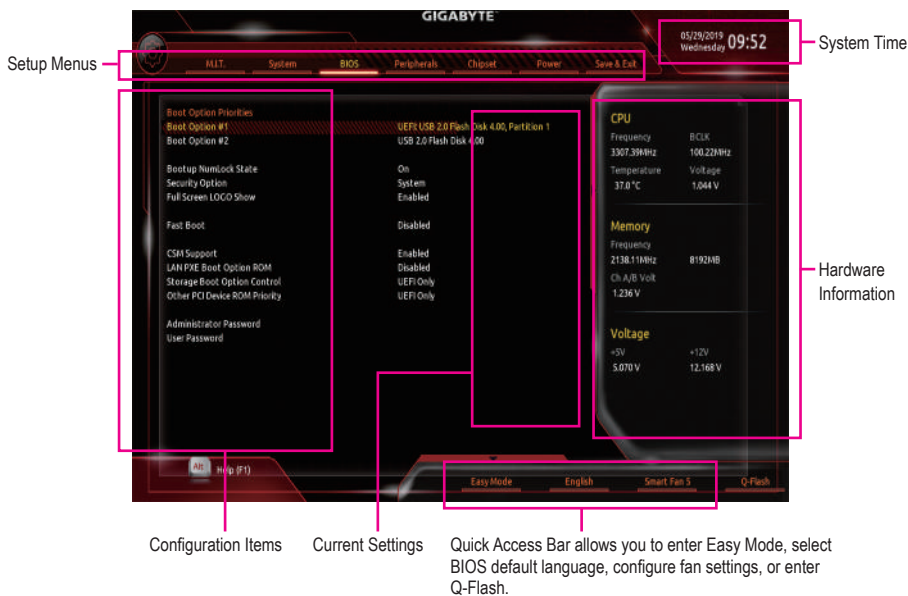 GIGABYTE™
05/29/2019
Wednesday 09:52
System Time
Setup Menus
M.I.T. System BIOS Peripherals Chipset Power Save & Exit
Boot Option Priorities
Boot Option #1 UEFI: USB 2.0 Flash Disk 4.00, Partition 1
Boot Option #2 USB 2.0 Flash Disk 4.00
Bootup NumLock State On
Security Option System
Full Screen LOGO Show Enabled
Fast Boot Disabled
CSM Support Enabled
LAN PXE Boot Option ROM Disabled
Storage Boot Option Control UEFI Only
Other PCI Device ROM Priority UEFI Only
Administrator Password
User Password
CPU
Frequency BCLK
3307.39MHz 100.22MHz
Temperature Voltage
37.0 °C 1.044 V
Memory
Frequency
2138.11MHz 8192MB
Ch A/B Volt
1.236 V
Voltage
+5V +12V
5.070 V 12.168 V
Hardware
Information
Alt Help (F1)
Easy Mode English Smart Fan 5 Q-Flash
Configuration Items
Current Settings
Quick Access Bar allows you to enter Easy Mode, select
BIOS default language, configure fan settings, or enter
Q-Flash.